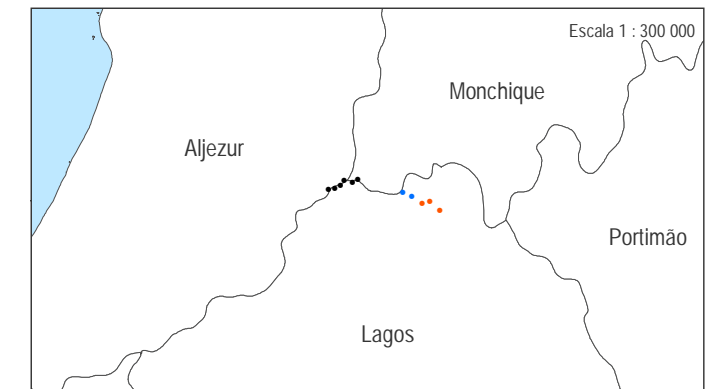 Escala 1 : 300 000
Monchique
Aljezur
Portimão
Lagos